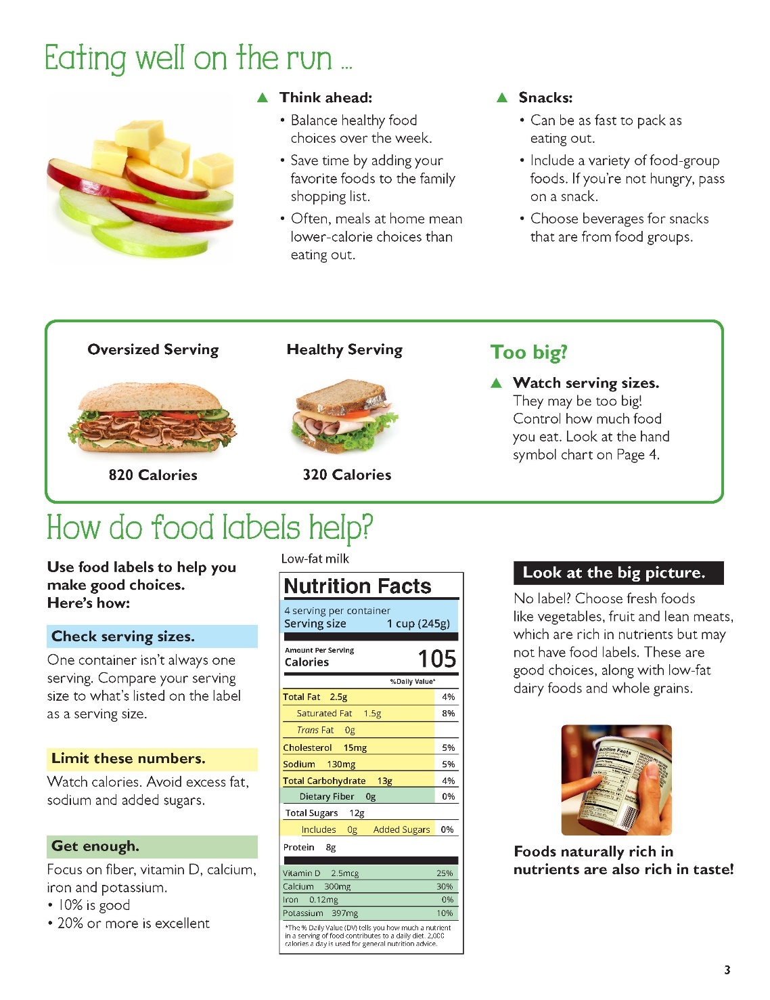 Eating well on the run ...
▲ Think ahead:
• Balance healthy food
choices over the week.
• Save time by adding your
favorite foods to the family
shopping list.
• Often, meals at home mean
lower-calorie choices than
eating out.
▲ Snacks:
• Can be as fast to pack as
eating out.
• Include a variety of food-group
foods. If you're not hungry, pass
on a snack.
• Choose beverages for snacks
that are from food groups.
Oversized Serving
820 Calories
Healthy Serving
320 Calories
Too big?
▲ Watch serving sizes.
They may be too big!
Control how much food
you eat. Look at the hand
symbol chart on Page 4.
How do food labels help?
Use food labels to help you
make good choices.
Here's how:
Check serving sizes.
One container isn't always one
serving. Compare your serving
size to what's listed on the label
as a serving size.
Limit these numbers.
Watch calories. Avoid excess fat,
sodium and added sugars.
Get enough.
Focus on fiber, vitamin D, calcium,
iron and potassium.
• 10% is good
• 20% or more is excellent
Low-fat milk
Nutrition Facts
4 serving per container
Serving size 1 cup (245g)
Amount Per Serving
Calories 105
%Daily Value*
Total Fat 2.5g 4%
Saturated Fat 1.5g 8%
Trans Fat 0g
Cholesterol 15mg 5%
Sodium 130mg 5%
Total Carbohydrate 13g 4%
Dietary Fiber 0g 0%
Total Sugars 12g
Includes 0g Added Sugars 0%
Protein 8g
Vitamin D 2.5mcg 25%
Calcium 300mg 30%
Iron 0.12mg 0%
Potassium 397mg 10%
*The % Daily Value (DV) tells you how much a nutrient
in a serving of food contributes to a daily diet. 2,000
calories a day is used for general nutrition advice.
Look at the big picture.
No label? Choose fresh foods
like vegetables, fruit and lean meats,
which are rich in nutrients but may
not have food labels. These are
good choices, along with low-fat
dairy foods and whole grains.
Nutrition Facts
Foods naturally rich in
nutrients are also rich in taste!
3